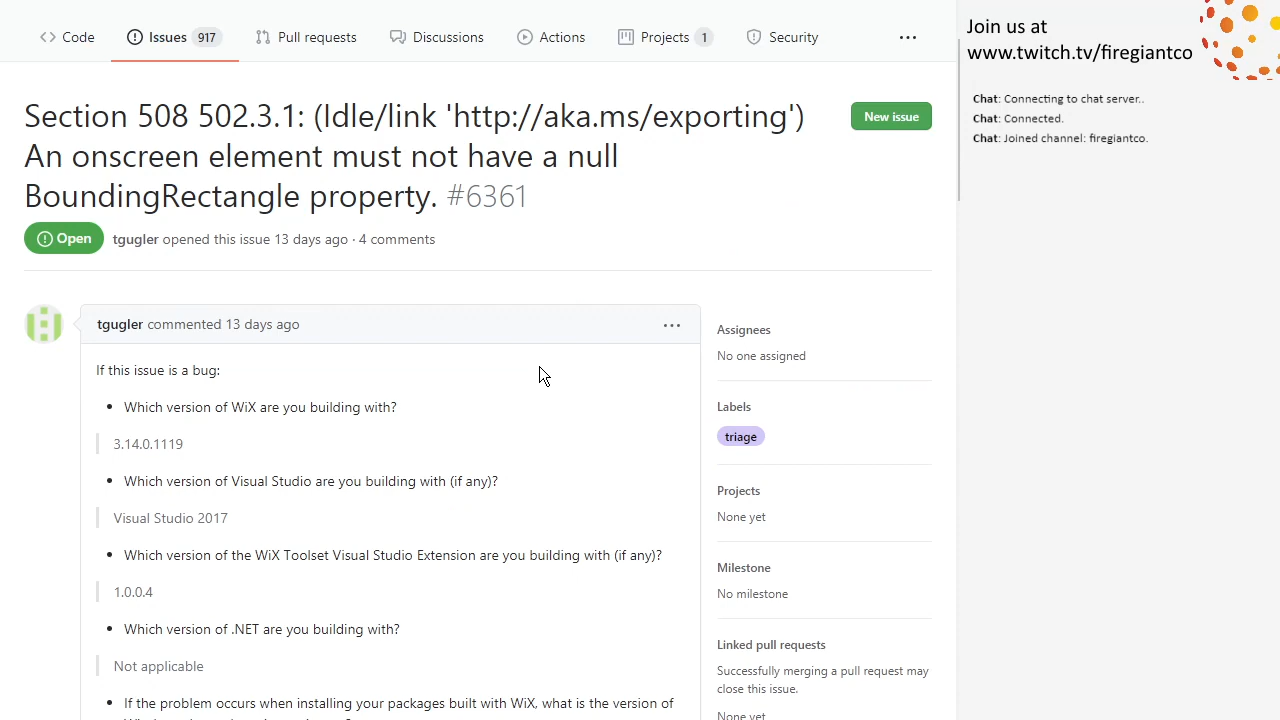 Code
Issues 917
Pull requests
Discussions
Actions
Projects 1
Security
...
Join us at
www.twitch.tv/firegiantco
Chat: Connecting to chat server..
Chat: Connected.
Chat: Joined channel: firegiantco.
Section 508 502.3.1: (Idle/link 'http://aka.ms/exporting')
An onscreen element must not have a null
BoundingRectangle property. #6361
New issue
Open
tgugler opened this issue 13 days ago · 4 comments
tgugler commented 13 days ago
...
If this issue is a bug:
• Which version of WiX are you building with?
3.14.0.1119
• Which version of Visual Studio are you building with (if any)?
Visual Studio 2017
• Which version of the WiX Toolset Visual Studio Extension are you building with (if any)?
1.0.0.4
• Which version of .NET are you building with?
Not applicable
• If the problem occurs when installing your packages built with WiX, what is the version of
Assignees
No one assigned
Labels
triage
Projects
None yet
Milestone
No milestone
Linked pull requests
Successfully merging a pull request may
close this issue.
None yet